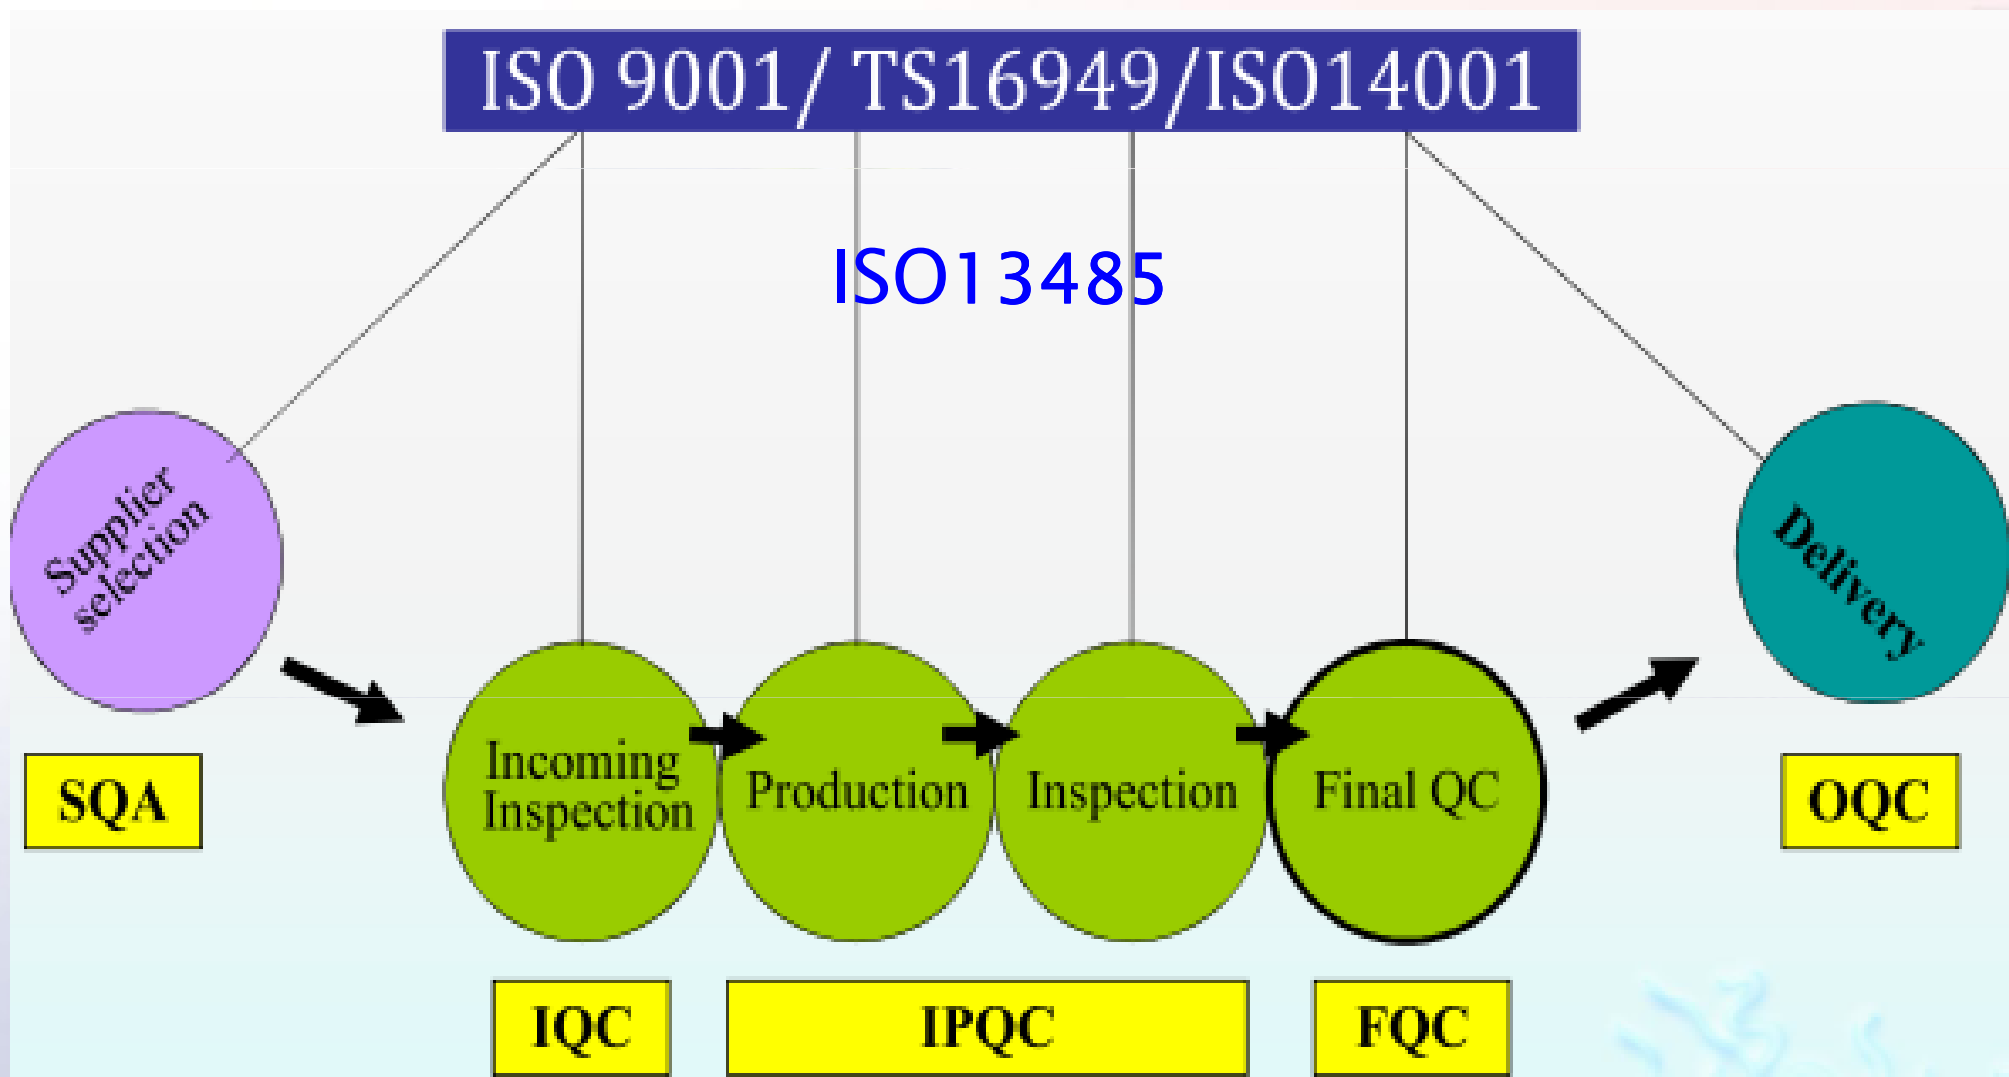 ISO 9001/ TS16949/ISO14001
ISO13485
Supplier
selection
Delivery
Incoming
Inspection
Production
Inspection
Final QC
SQA
OQC
IQC
IPQC
FQC